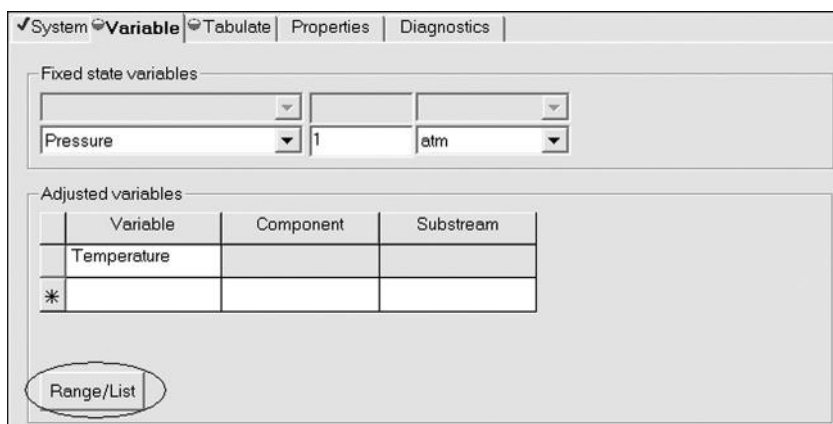 ✓System Variable Tabulate Properties Diagnostics
Fixed state variables
Pressure 1 atm
Adjusted variables
Variable Component Substream
Temperature
*
Range/List